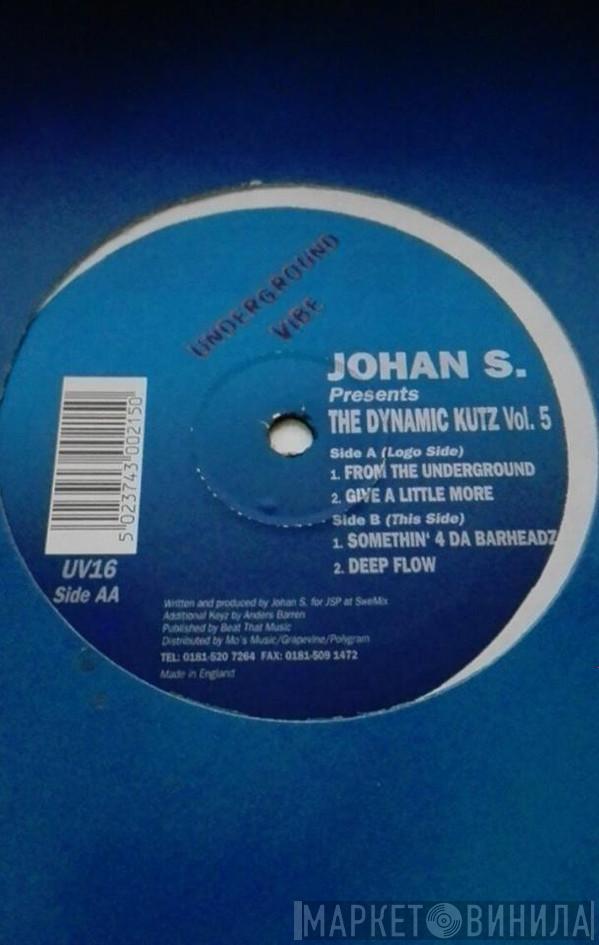 UNDERGROUND
VIBE
JOHAN S.
Presents
THE DYNAMIC KUTZ Vol. 5
Side A (Logo Side)
1. FROM THE UNDERGROUND
2. GIVE A LITTLE MORE
Side B (This Side)
1. SOMETHIN' 4 DA BARHEADZ
2. DEEP FLOW
5 023743 002150
UV16
Side AA
Written and produced by Johan S. for JSP at SweMix
Additional Keyz by Anders Barren
Published by Beat That Music
Distributed by Mo's Music/Grapevine/Polygram
TEL: 0181-520 7264 FAX: 0181-509 1472
Made in England
МАРКЕТ ВИНИЛА